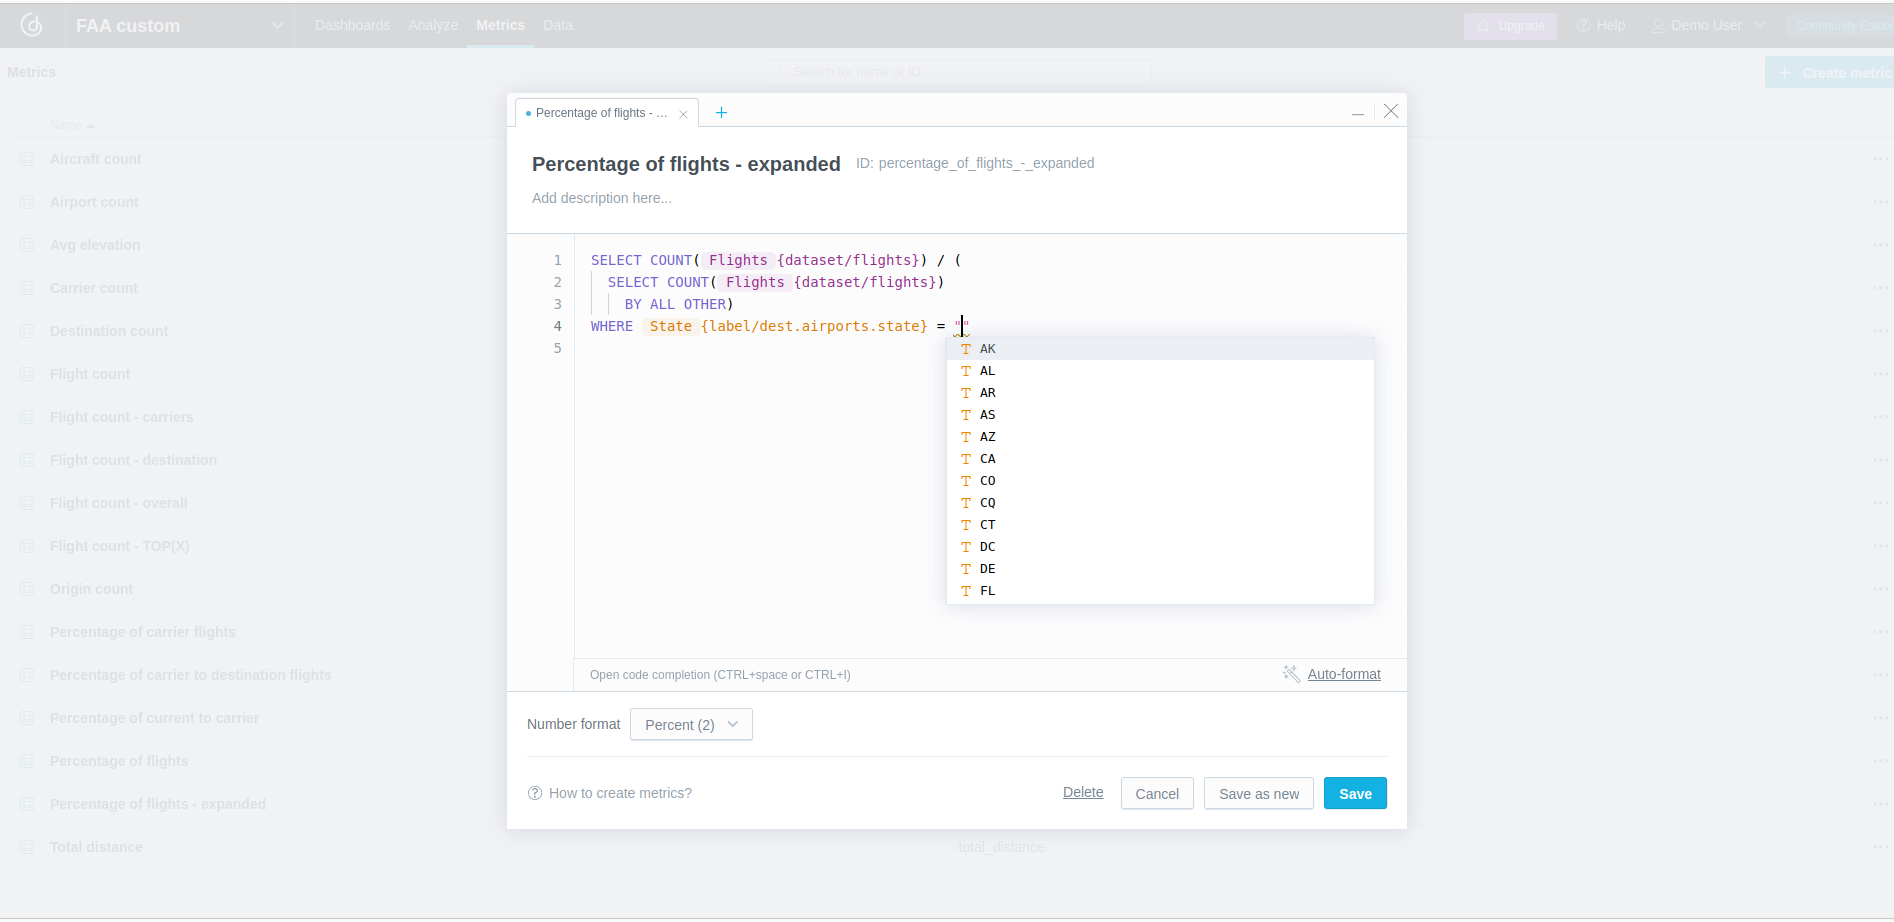 FAA custom
Dashboards Analyze Metrics Data
Upgrade
Help
Demo User
Community Edition
Metrics
Search for name or ID
Create metric
Name
Aircraft count
Airport count
Avg elevation
Carrier count
Destination count
Flight count
Flight count - carriers
Flight count - destination
Flight count - overall
Flight count - TOP(X)
Origin count
Percentage of carrier flights
Percentage of carrier to destination flights
Percentage of current to carrier
Percentage of flights
Percentage of flights - expanded
Total distance
total_distance
Percentage of flights - ...
Percentage of flights - expanded
ID: percentage_of_flights_-_expanded
Add description here...
1 SELECT COUNT( Flights {dataset/flights}) / (
2 SELECT COUNT( Flights {dataset/flights})
3 BY ALL OTHER)
4 WHERE State {label/dest.airports.state} = ""
5
T AK
T AL
T AR
T AS
T AZ
T CA
T CO
T CQ
T CT
T DC
T DE
T FL
Open code completion (CTRL+space or CTRL+I)
Auto-format
Number format Percent (2)
How to create metrics?
Delete
Cancel
Save as new
Save